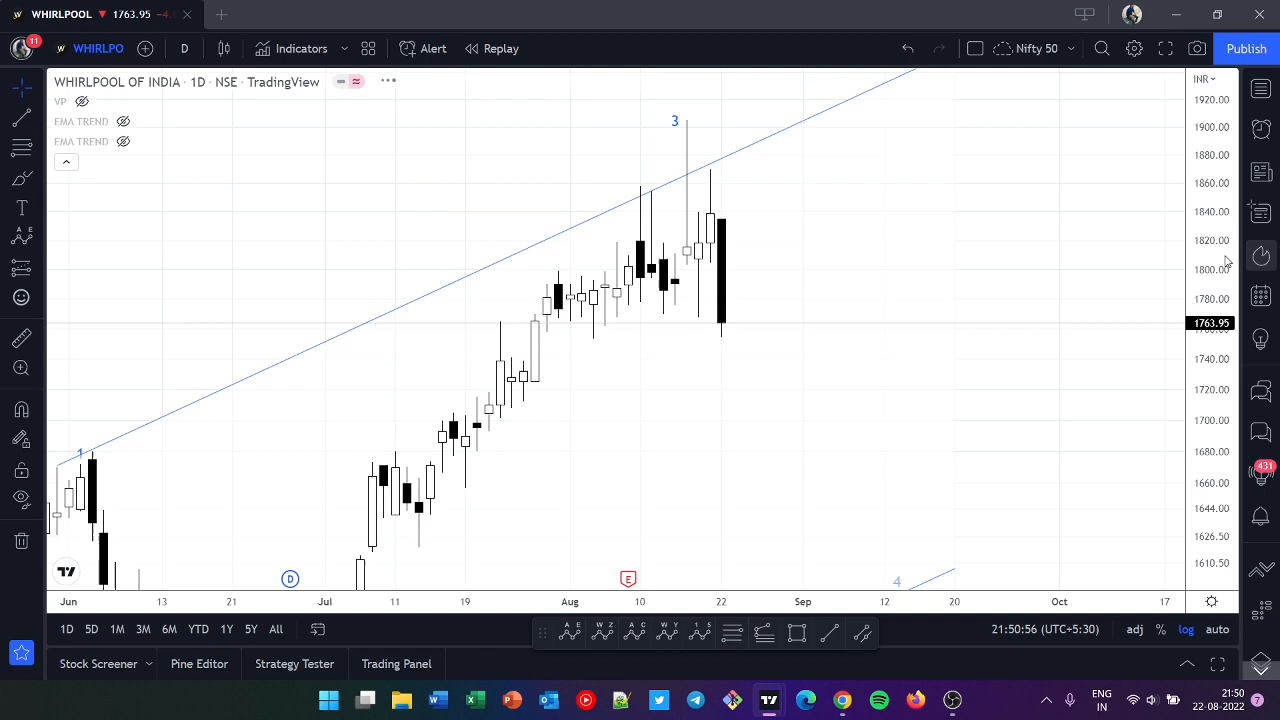 WHIRLPOOL ▼ 1763.95 −4.
11
WHIRLPO
D
Indicators
Alert
Replay
Nifty 50
Publish
WHIRLPOOL OF INDIA · 1D · NSE · TradingView
VP
EMA TREND
EMA TREND
INR
1920.00
1900.00
1880.00
1860.00
1840.00
1820.00
1800.00
1780.00
1763.95
1740.00
1720.00
1700.00
1680.00
1660.00
1644.00
1626.50
1610.50
3
1
4
D
E
Jun 13 21 Jul 11 19 Aug 10 22 Sep 12 20 Oct 17
1D 5D 1M 3M 6M YTD 1Y 5Y All
21:50:56 (UTC+5:30) adj % log auto
431
Stock Screener Pine Editor Strategy Tester Trading Panel
ENG
IN
21:50
22-08-2022
7